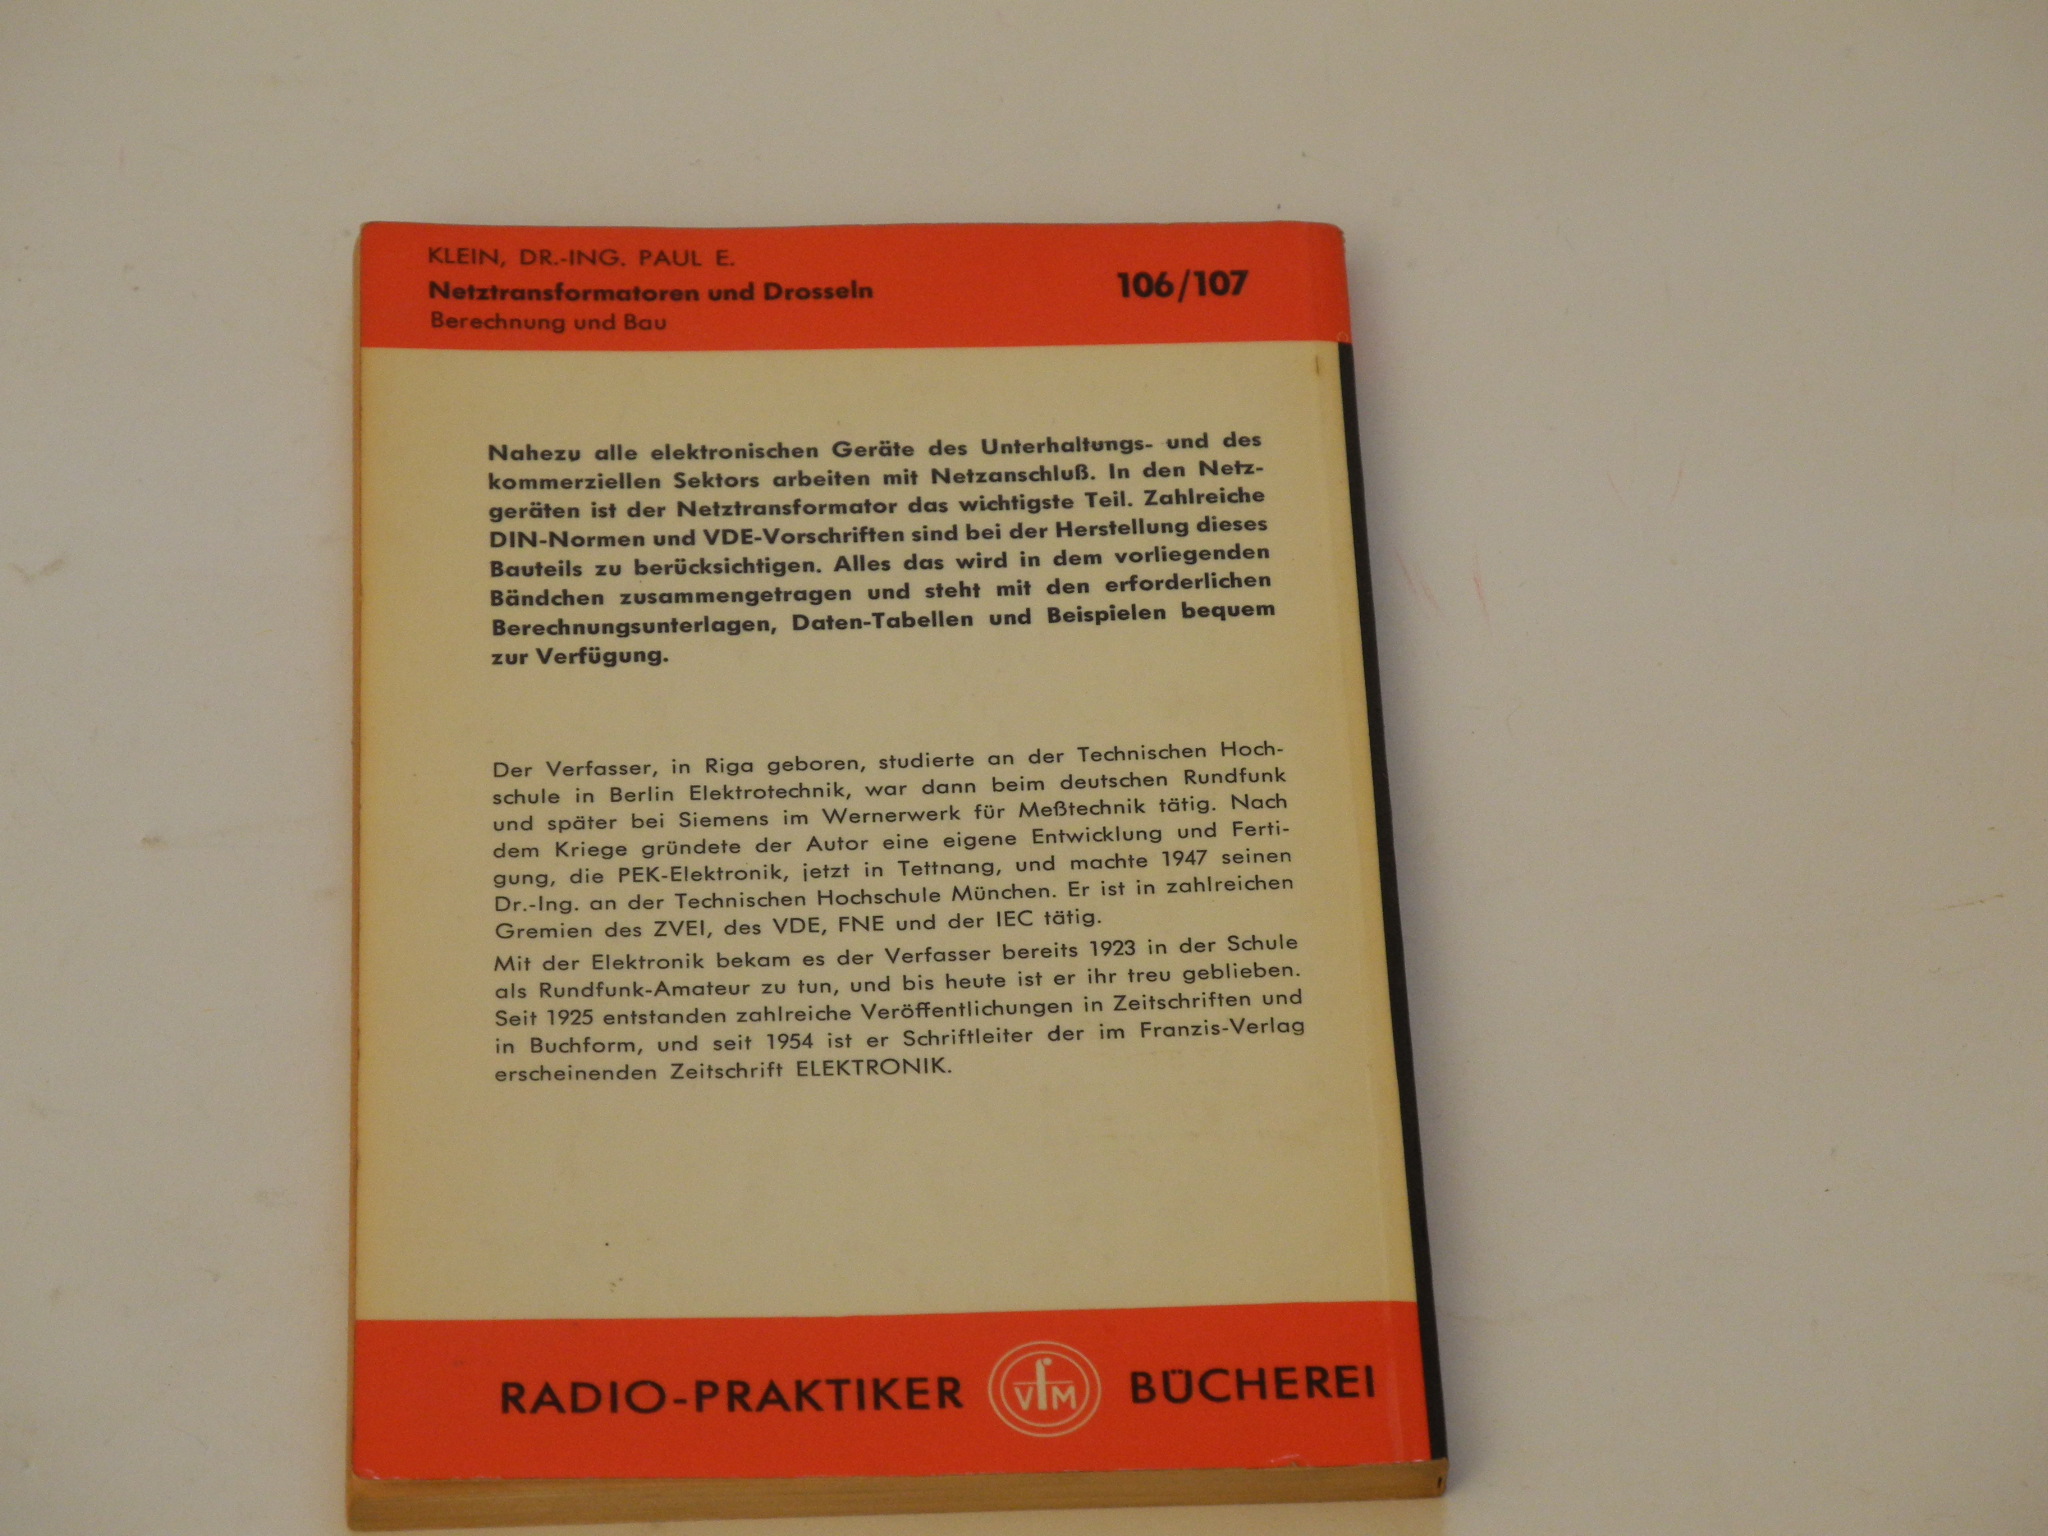 KLEIN, DR.-ING. PAUL E.
Netztransformatoren und Drosseln
Berechnung und Bau
106/107
Nahezu alle elektronischen Geräte des Unterhaltungs- und des
kommerziellen Sektors arbeiten mit Netzanschluß. In den Netz-
geräten ist der Netztransformator das wichtigste Teil. Zahlreiche
DIN-Normen und VDE-Vorschriften sind bei der Herstellung dieses
Bauteils zu berücksichtigen. Alles das wird in dem vorliegenden
Bändchen zusammengetragen und steht mit den erforderlichen
Berechnungsunterlagen, Daten-Tabellen und Beispielen bequem
zur Verfügung.
Der Verfasser, in Riga geboren, studierte an der Technischen Hoch-
schule in Berlin Elektrotechnik, war dann beim deutschen Rundfunk
und später bei Siemens im Wernerwerk für Meßtechnik tätig. Nach
dem Kriege gründete der Autor eine eigene Entwicklung und Ferti-
gung, die PEK-Elektronik, jetzt in Tettnang, und machte 1947 seinen
Dr.-Ing. an der Technischen Hochschule München. Er ist in zahlreichen
Gremien des ZVEI, des VDE, FNE und der IEC tätig.
Mit der Elektronik bekam es der Verfasser bereits 1923 in der Schule
als Rundfunk-Amateur zu tun, und bis heute ist er ihr treu geblieben.
Seit 1925 entstanden zahlreiche Veröffentlichungen in Zeitschriften und
in Buchform, und seit 1954 ist er Schriftleiter der im Franzis-Verlag
erscheinenden Zeitschrift ELEKTRONIK.
RADIO-PRAKTIKER VfM BÜCHEREI